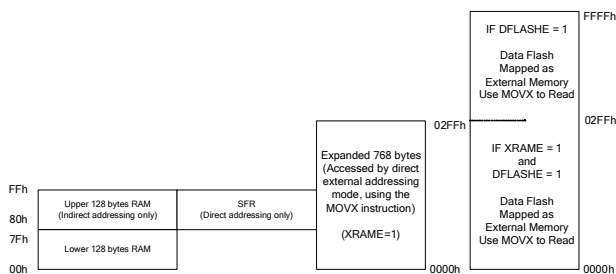 FFh
80h
7Fh
00h
Upper 128 bytes RAM
(Indirect addressing only)
Lower 128 bytes RAM
SFR
(Direct addressing only)
Expanded 768 bytes
(Accessed by direct
external addressing
mode, using the
MOVX instruction)
(XRAME=1)
02FFh
0000h
IF DFLASHE = 1
Data Flash
Mapped as
External Memory
Use MOVX to Read
IF XRAME = 1
and
DFLASHE = 1
Data Flash
Mapped as
External Memory
Use MOVX to Read
FFFFh
02FFh
0000h